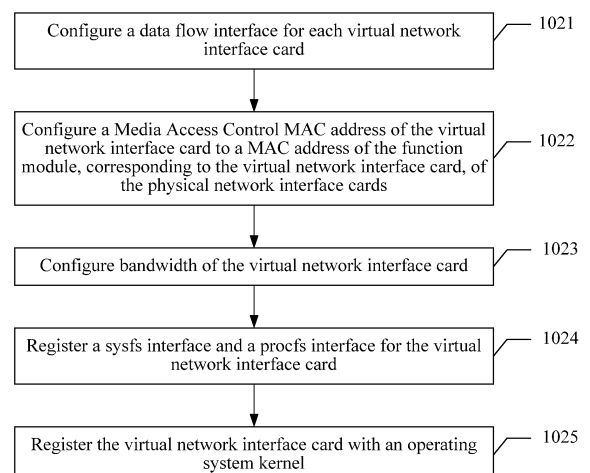 Configure a data flow interface for each virtual network
interface card
1021
Configure a Media Access Control MAC address of the virtual
network interface card to a MAC address of the function
module, corresponding to the virtual network interface card, of
the physical network interface cards
1022
Configure bandwidth of the virtual network interface card
1023
Register a sysfs interface and a procfs interface for the virtual
network interface card
1024
Register the virtual network interface card with an operating
system kernel
1025